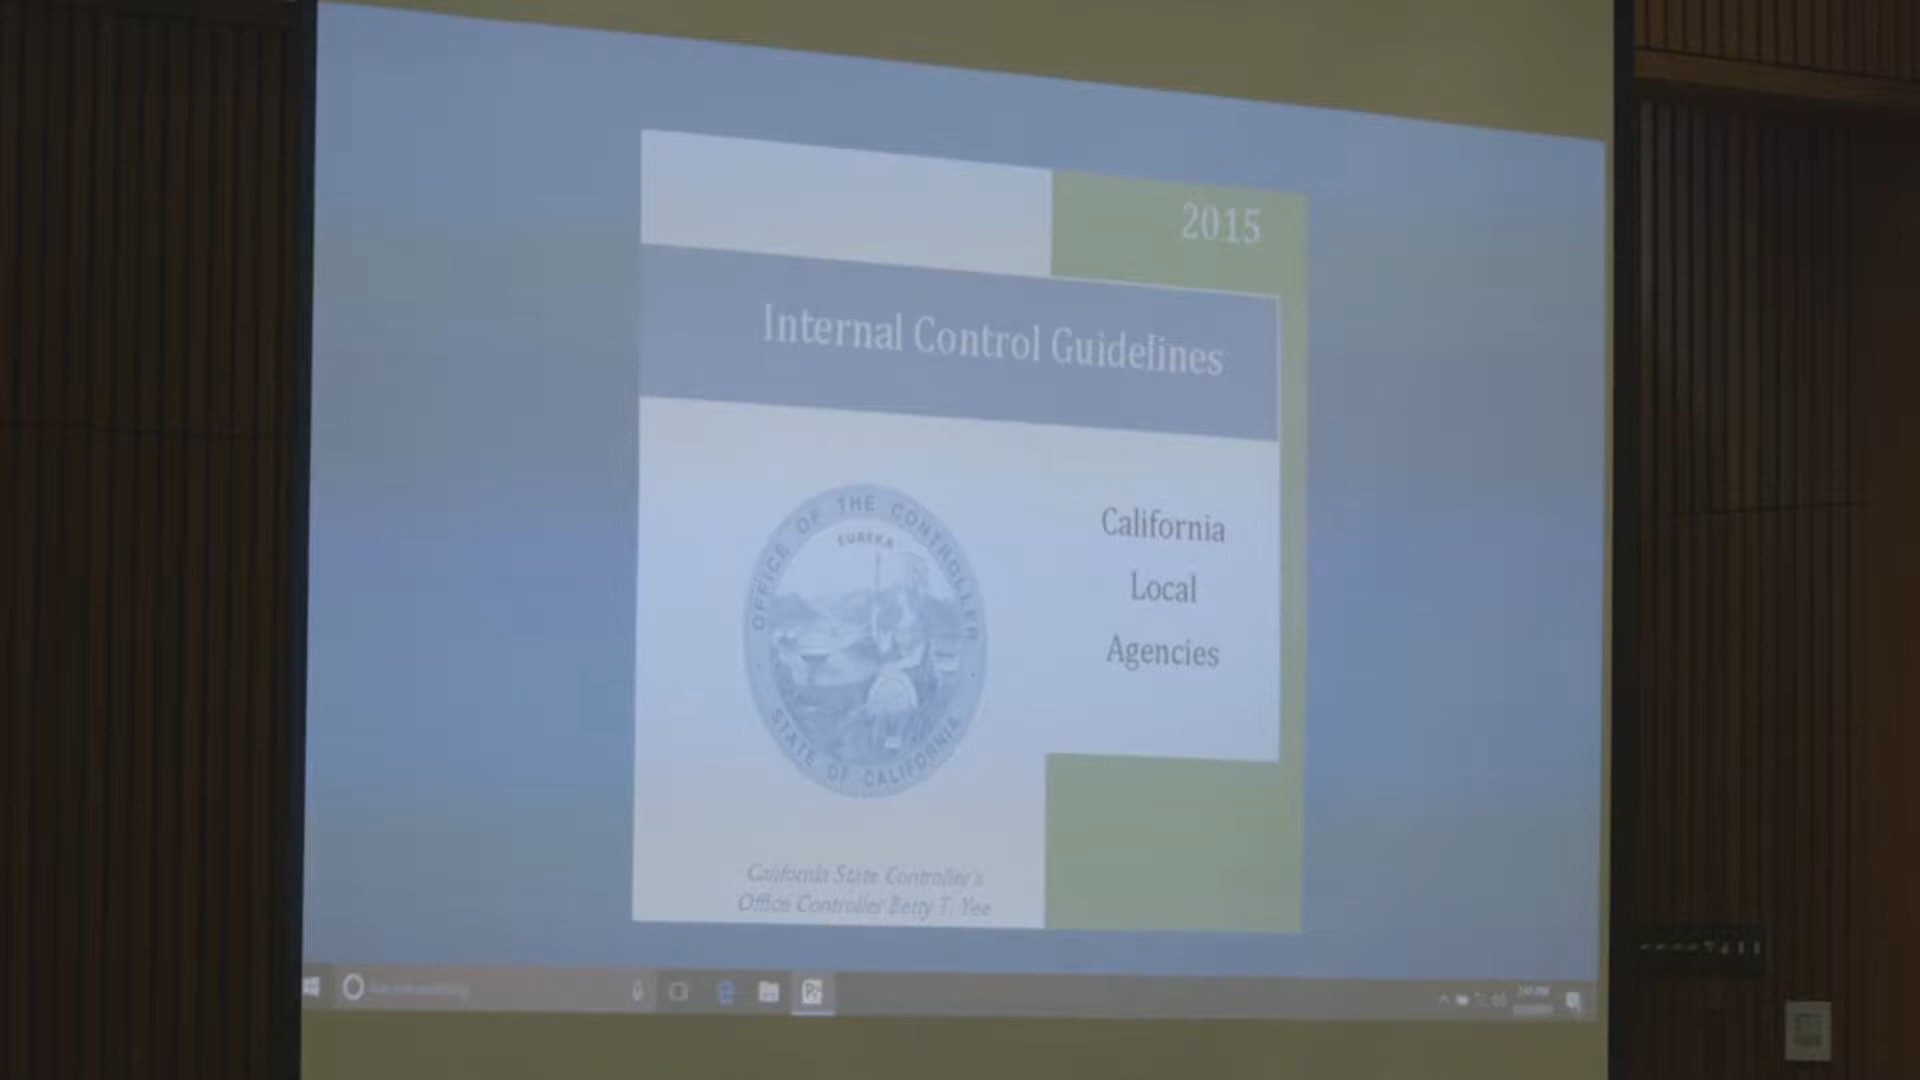 2015
Internal Control Guidelines
OFFICE OF THE CONTROLLER
EUREKA
STATE OF CALIFORNIA
California
Local
Agencies
California State Controller's
Office Controller Betty T. Yee